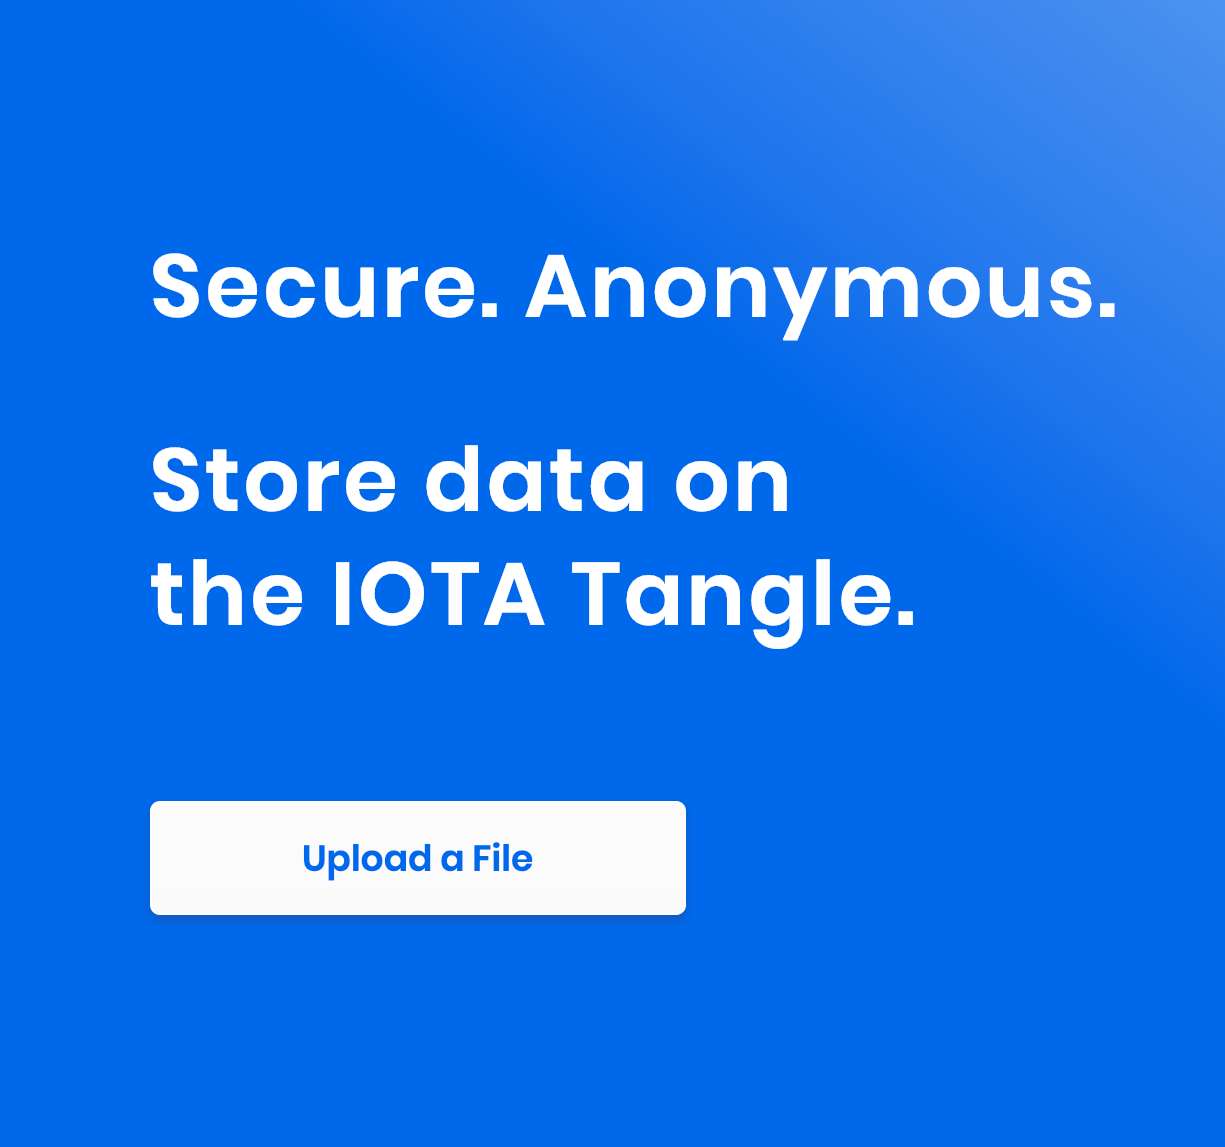 Secure. Anonymous.
Store data on
the IOTA Tangle.
Upload a File